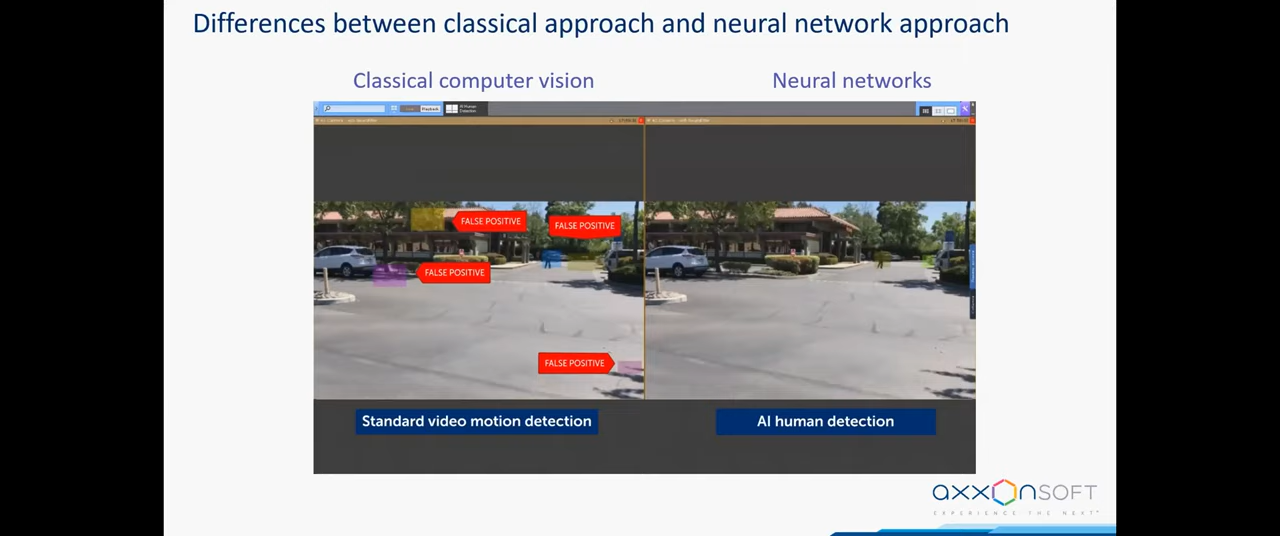 Differences between classical approach and neural network approach
Classical computer vision
Neural networks
FALSE POSITIVE
FALSE POSITIVE
FALSE POSITIVE
FALSE POSITIVE
Standard video motion detection
AI human detection
axxonsoft
EXPERIENCE THE NEXT